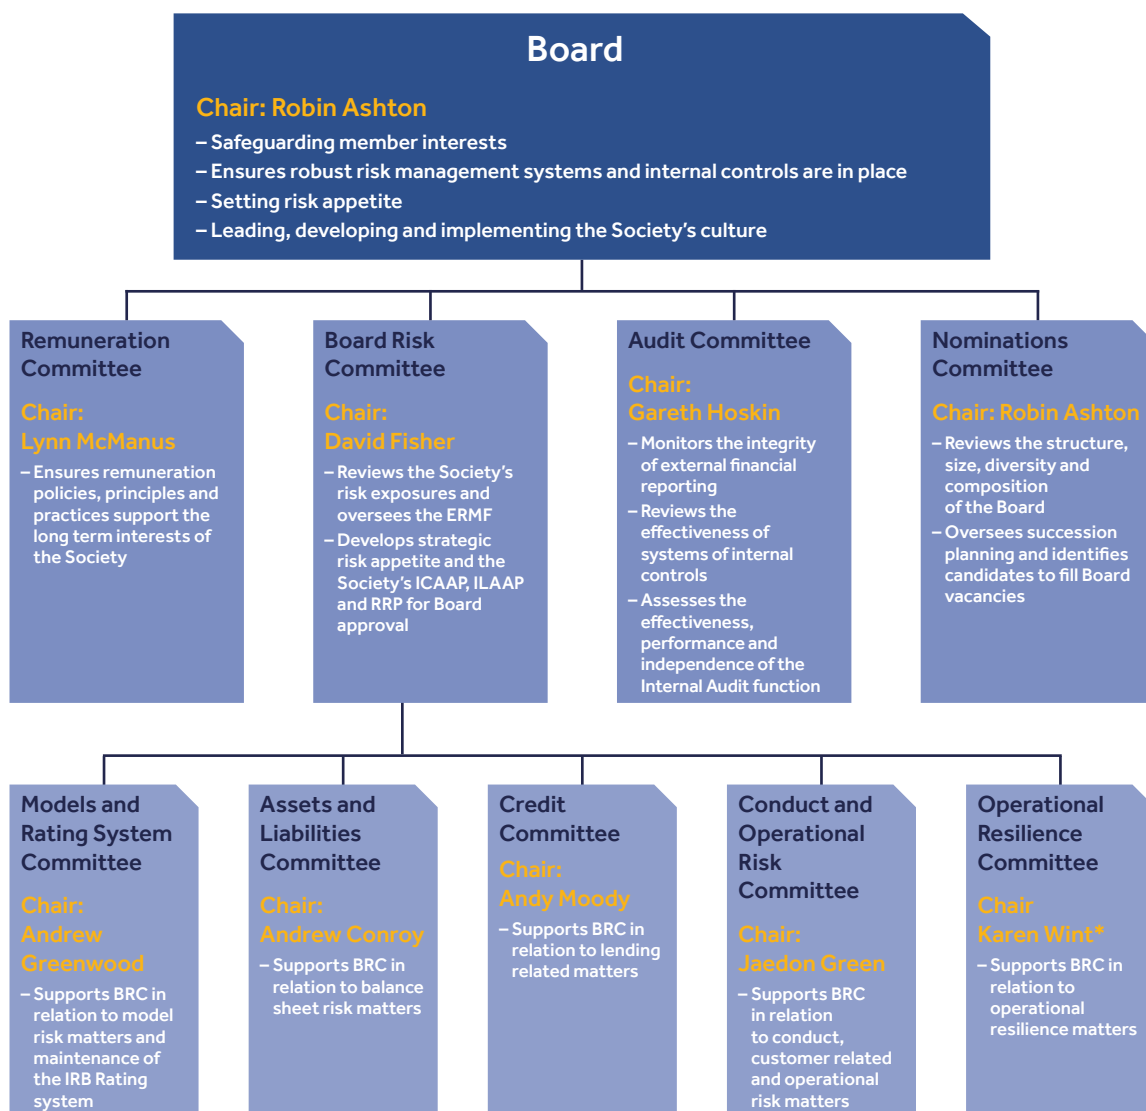 Board
Chair: Robin Ashton
– Safeguarding member interests
– Ensures robust risk management systems and internal controls are in place
– Setting risk appetite
– Leading, developing and implementing the Society's culture
Remuneration
Committee
Chair:
Lynn McManus
– Ensures remuneration
policies, principles and
practices support the
long term interests of
the Society
Board Risk
Committee
Chair:
David Fisher
– Reviews the Society's
risk exposures and
oversees the ERMF
– Develops strategic
risk appetite and the
Society's ICAAP, ILAAP
and RRP for Board
approval
Audit Committee
Chair:
Gareth Hoskin
– Monitors the integrity
of external financial
reporting
– Reviews the
effectiveness of
systems of internal
controls
– Assesses the
effectiveness,
performance and
independence of the
Internal Audit function
Nominations
Committee
Chair: Robin Ashton
– Reviews the structure,
size, diversity and
composition
of the Board
– Oversees succession
planning and identifies
candidates to fill Board
vacancies
Models and
Rating System
Committee
Chair:
Andrew
Greenwood
– Supports BRC in
relation to model
risk matters and
maintenance of
the IRB Rating
system
Assets and
Liabilities
Committee
Chair:
Andrew Conroy
– Supports BRC in
relation to balance
sheet risk matters
Credit
Committee
Chair:
Andy Moody
– Supports BRC in
relation to lending
related matters
Conduct and
Operational
Risk
Committee
Chair:
Jaedon Green
– Supports BRC
in relation
to conduct,
customer related
and operational
risk matters
Operational
Resilience
Committee
Chair
Karen Wint*
– Supports BRC in
relation to
operational
resilience matters